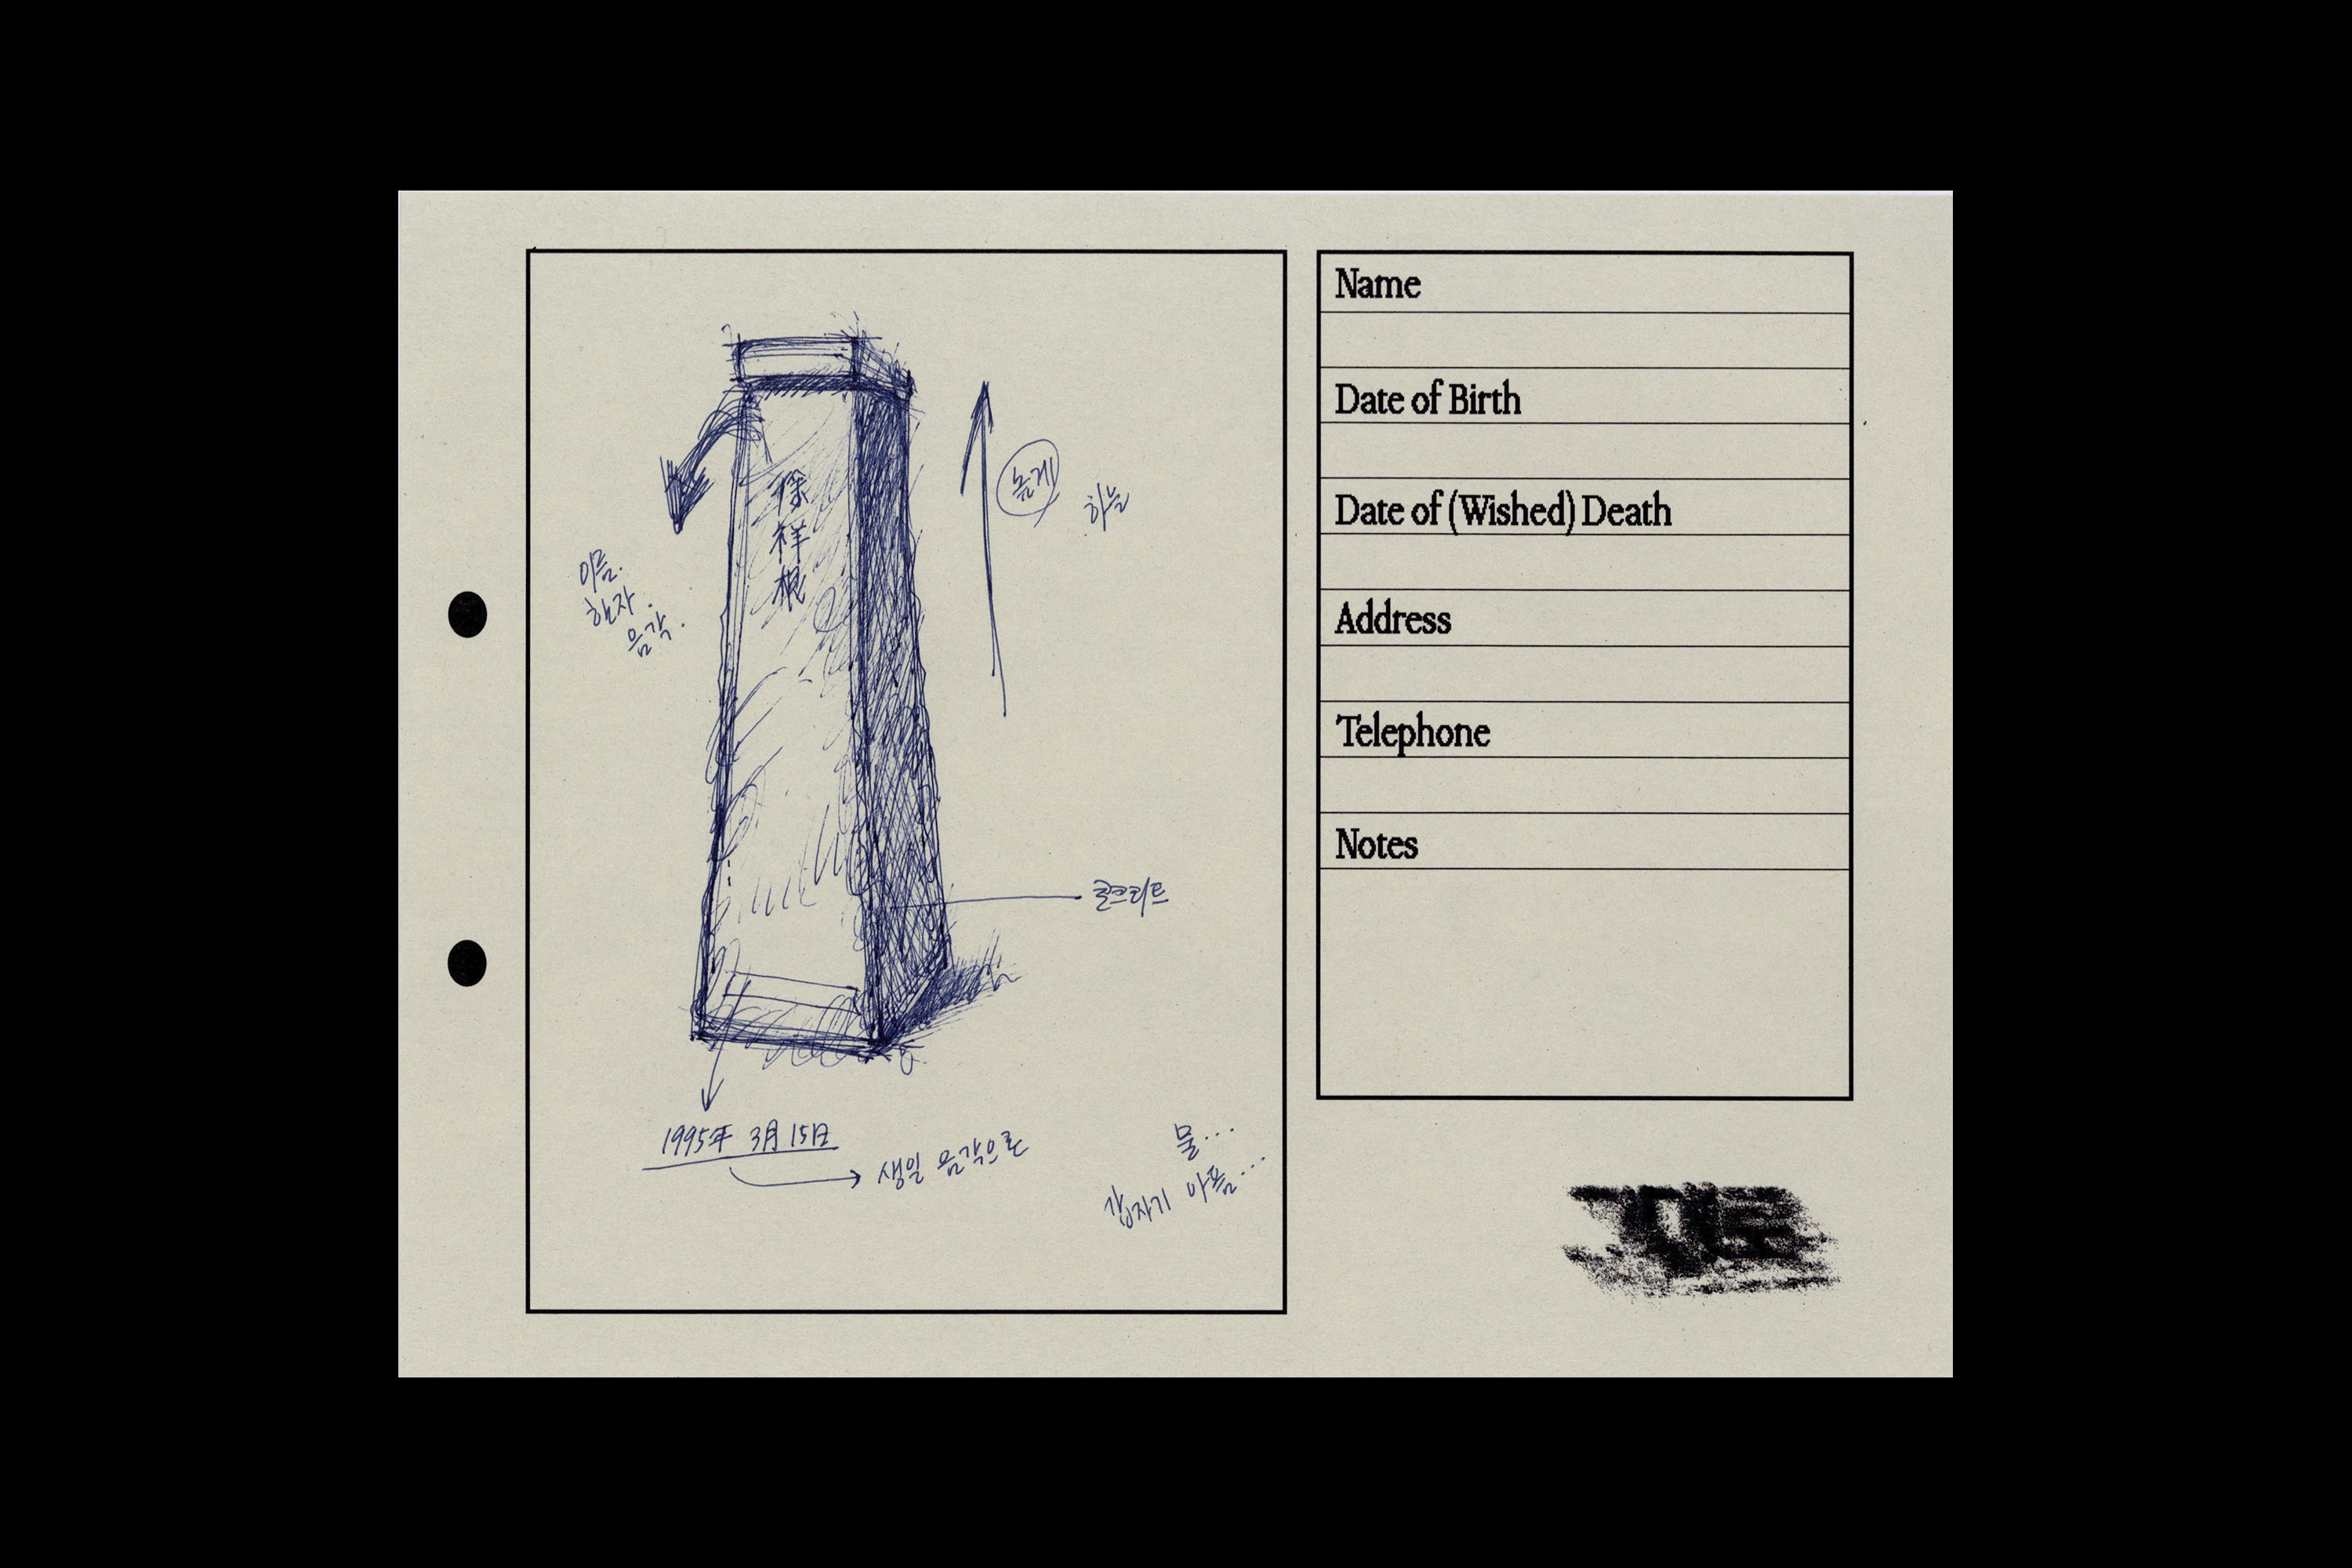 徐
祥
根
이름.
한자.
음각.
높게
하늘
콘크리트
1995年 3月 15日
생일 음각으로
물...
갑자기 아픔...
Name
Date of Birth
Date of (Wished) Death
Address
Telephone
Notes